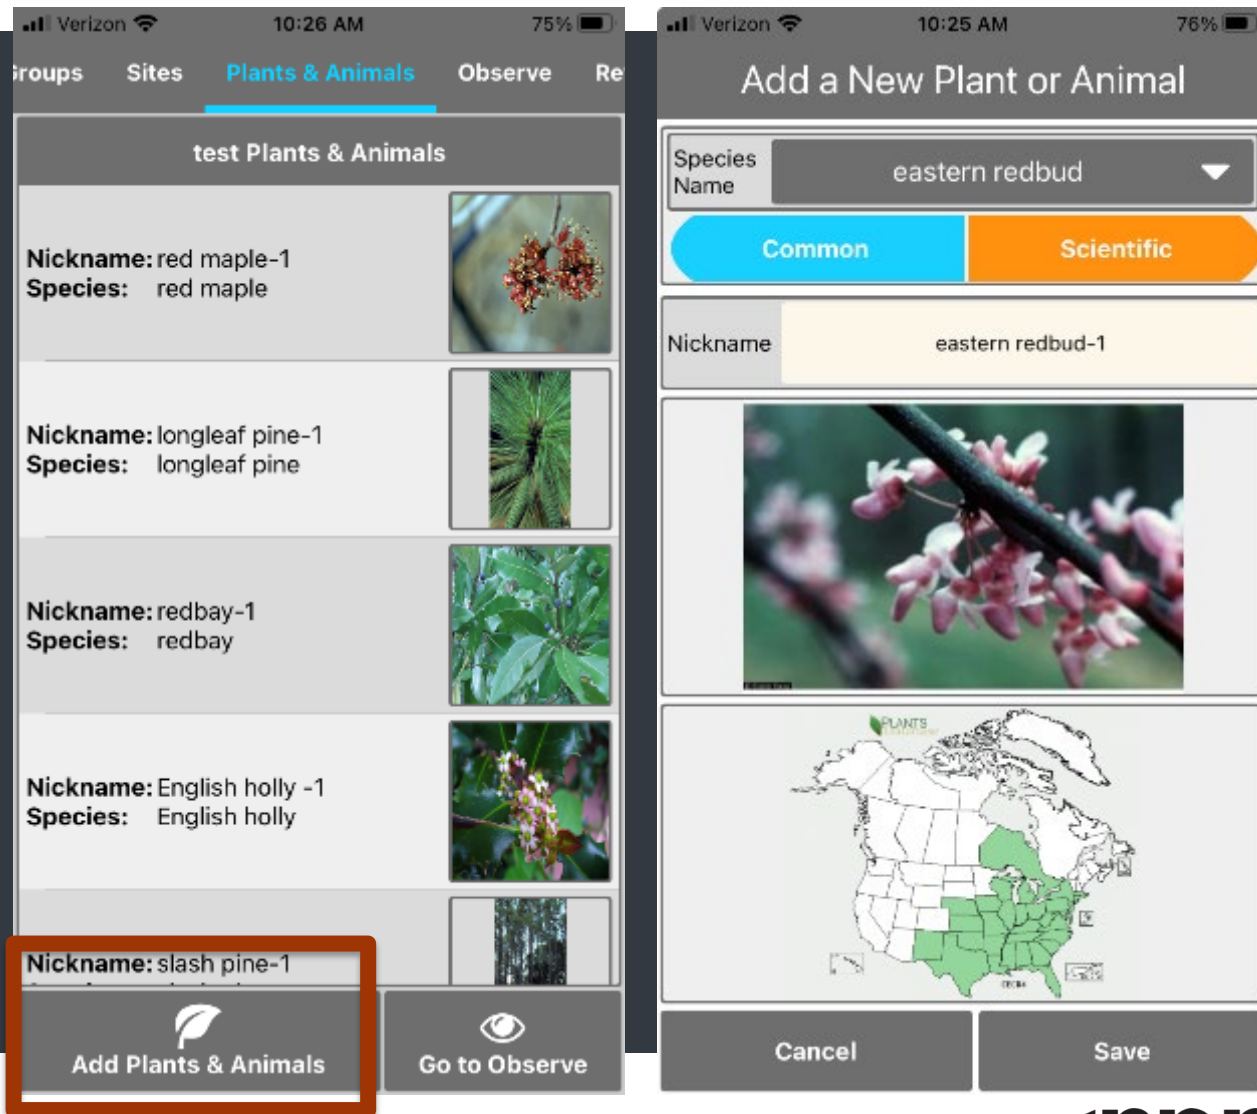 Verizon 10:26 AM 75%
Groups Sites Plants & Animals Observe Re
test Plants & Animals
Nickname: red maple-1
Species: red maple
Nickname: longleaf pine-1
Species: longleaf pine
Nickname: redbay-1
Species: redbay
Nickname: English holly -1
Species: English holly
Nickname: slash pine-1
Add Plants & Animals
Go to Observe
Verizon 10:25 AM 76%
Add a New Plant or Animal
Species
Name
eastern redbud
Common Scientific
Nickname eastern redbud-1
PLANTS
CECA4
Cancel Save